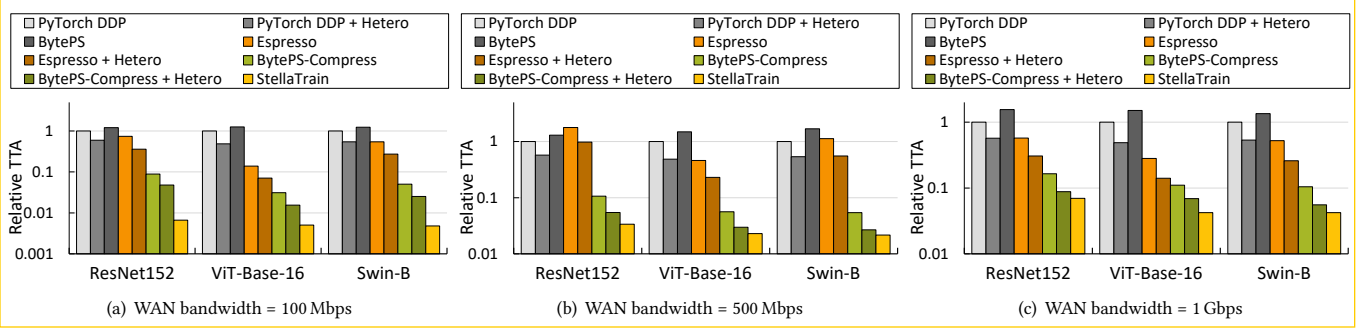 PyTorch DDP PyTorch DDP + Hetero
BytePS Espresso
Espresso + Hetero BytePS-Compress
BytePS-Compress + Hetero StellaTrain
Relative TTA
1
0.1
0.01
0.001
ResNet152 ViT-Base-16 Swin-B
(a) WAN bandwidth = 100 Mbps
PyTorch DDP PyTorch DDP + Hetero
BytePS Espresso
Espresso + Hetero BytePS-Compress
BytePS-Compress + Hetero StellaTrain
Relative TTA
1
0.1
0.01
ResNet152 ViT-Base-16 Swin-B
(b) WAN bandwidth = 500 Mbps
PyTorch DDP PyTorch DDP + Hetero
BytePS Espresso
Espresso + Hetero BytePS-Compress
BytePS-Compress + Hetero StellaTrain
Relative TTA
1
0.1
0.01
ResNet152 ViT-Base-16 Swin-B
(c) WAN bandwidth = 1 Gbps